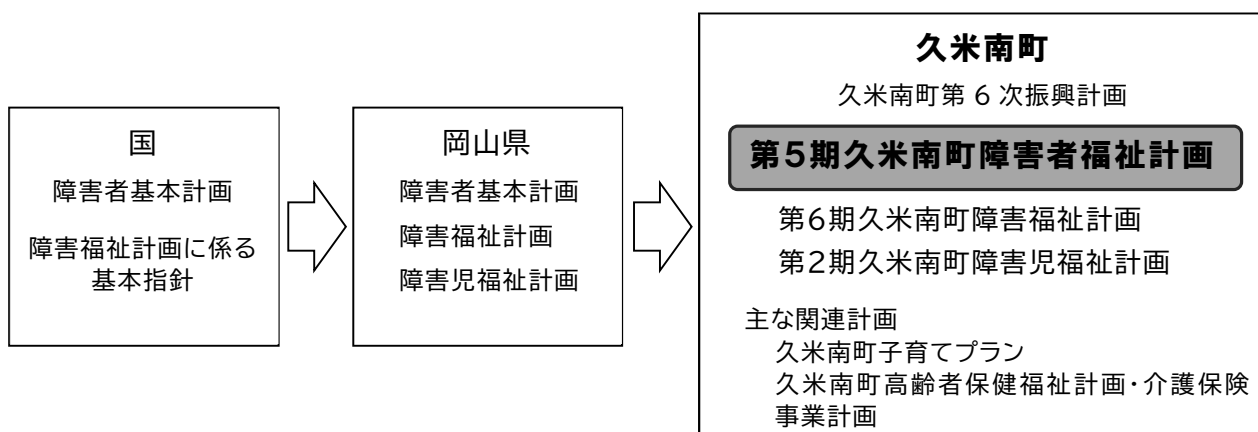 国
障害者基本計画
障害福祉計画に係る
基本指針
岡山県
障害者基本計画
障害福祉計画
障害児福祉計画
久米南町
久米南町第6次振興計画
第5期久米南町障害者福祉計画
第6期久米南町障害福祉計画
第2期久米南町障害児福祉計画
主な関連計画
久米南町子育てプラン
久米南町高齢者保健福祉計画・介護保険
事業計画